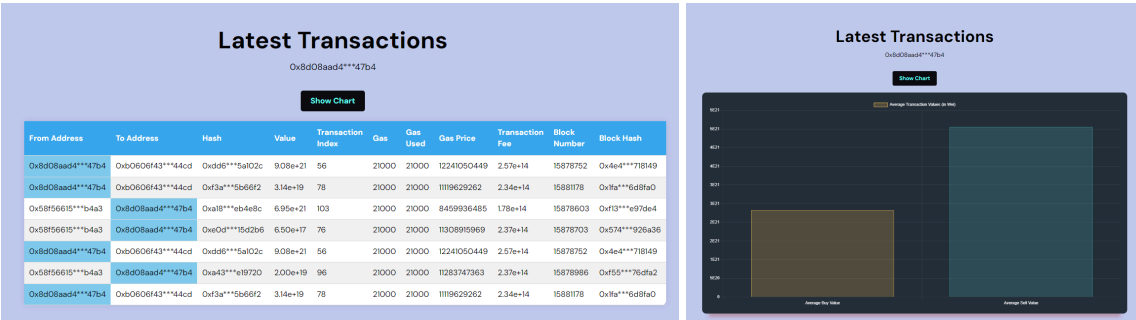 Latest Transactions
0x8d08aad4***47b4
Show Chart
From Address To Address Hash Value Transaction Index Gas Gas Used Gas Price Transaction Fee Block Number Block Hash
0x8d08aad4***47b4 0xb0606f43***44cd 0xdd6***5a102c 9.08e+21 56 21000 21000 12241050449 2.57e+14 15878752 0x4e4***718149
0x8d08aad4***47b4 0xb0606f43***44cd 0xf3a***5b66f2 3.14e+19 78 21000 21000 11119629262 2.34e+14 15881178 0x1fa***6d8fa0
0x58f56615***b4a3 0x8d08aad4***47b4 0xa18***eb4e8c 6.95e+21 103 21000 21000 8459936485 1.78e+14 15878603 0xf13***e97de4
0x58f56615***b4a3 0x8d08aad4***47b4 0xe0d***15d2b6 6.50e+17 76 21000 21000 11308915969 2.37e+14 15878703 0x574***926a36
0x8d08aad4***47b4 0xb0606f43***44cd 0xdd6***5a102c 9.08e+21 56 21000 21000 12241050449 2.57e+14 15878752 0x4e4***718149
0x58f56615***b4a3 0x8d08aad4***47b4 0xa43***e19720 2.00e+19 96 21000 21000 11283747363 2.37e+14 15878986 0xf55***76dfa2
0x8d08aad4***47b4 0xb0606f43***44cd 0xf3a***5b66f2 3.14e+19 78 21000 21000 11119629262 2.34e+14 15881178 0x1fa***6d8fa0
Latest Transactions
0x8d08aad4***47b4
Show Chart
Average Transaction Values (in Wei)
5E21
4E21
3E21
3E21
2E21
1E21
0
Average Buy Value Average Sell Value